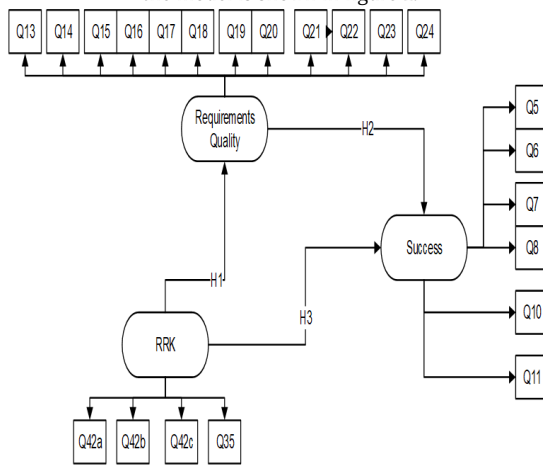 Q13 Q14 Q15 Q16 Q17 Q18 Q19 Q20 Q21 Q22 Q23 Q24
Requirements
Quality
H2
Q5
Q6
Q7
Q8
Success
H1
H3
Q10
RRK
Q11
Q42a Q42b Q42c Q35